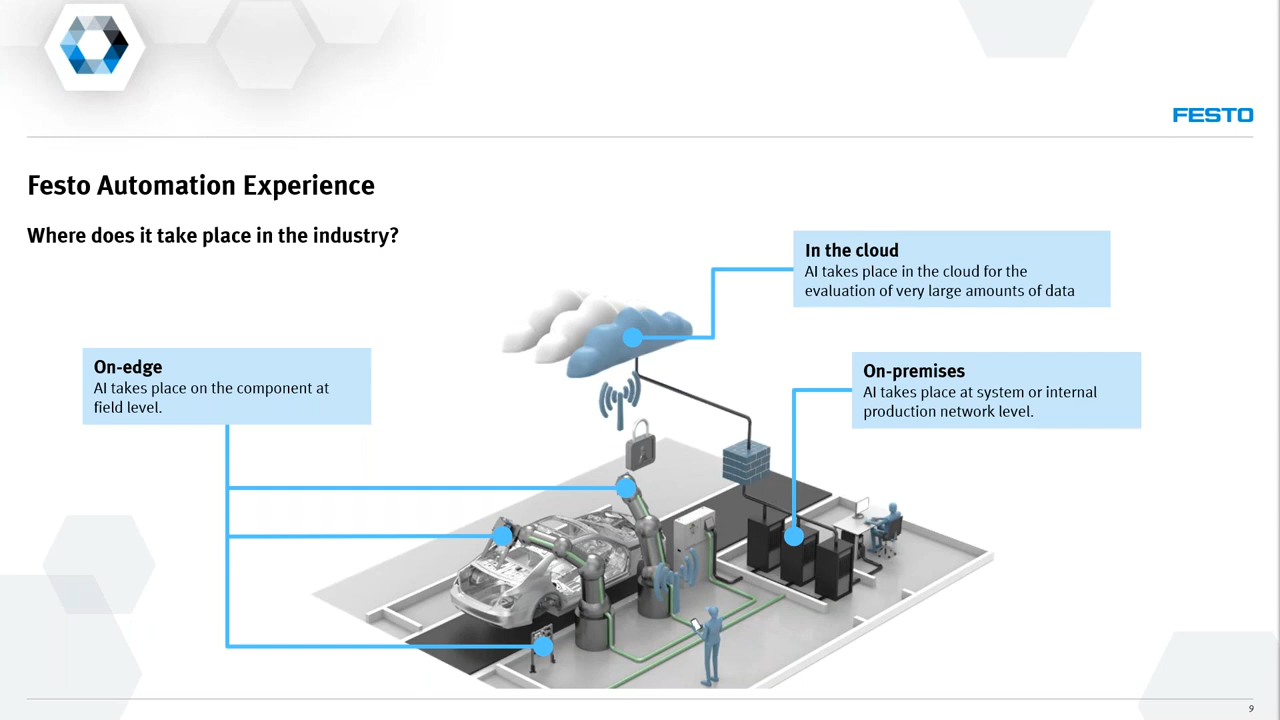 FESTO
Festo Automation Experience
Where does it take place in the industry?
In the cloud
AI takes place in the cloud for the
evaluation of very large amounts of data
On-edge
AI takes place on the component at
field level.
On-premises
AI takes place at system or internal
production network level.
9